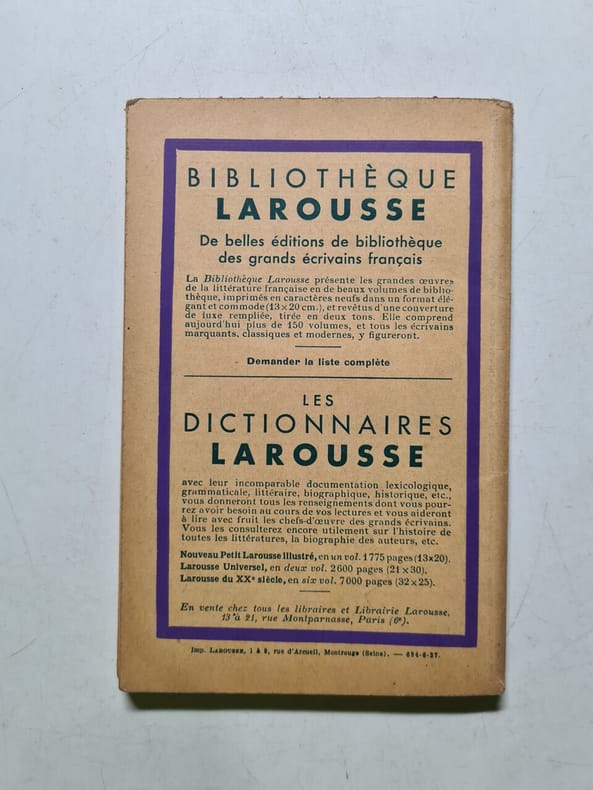 BIBLIOTHÈQUE
LAROUSSE
De belles éditions de bibliothèque
des grands écrivains français
La Bibliothèque Larousse présente les grandes œuvres
de la littérature française en de beaux volumes de biblio-
thèque, imprimés en caractères neufs dans un format élé-
gant et commode (13 × 20 cm.), et revêtus d'une couverture
de luxe rempliée, tirée en deux tons. Elle comprend
aujourd'hui plus de 150 volumes, et tous les écrivains
marquants, classiques et modernes, y figureront.
Demander la liste complète
LES
DICTIONNAIRES
LAROUSSE
avec leur incomparable documentation lexicologique,
grammaticale, littéraire, biographique, historique, etc.,
vous donneront tous les renseignements dont vous pour-
rez avoir besoin au cours de vos lectures et vous aideront
à lire avec fruit les chefs-d'œuvre des grands écrivains.
Vous les consulterez encore utilement sur l'histoire de
toutes les littératures, la biographie des auteurs, etc.
Nouveau Petit Larousse Illustré, en un vol. 1775 pages (13×20).
Larousse Universel, en deux vol. 2600 pages (21×30).
Larousse du XXe siècle, en six vol. 7000 pages (32×25).
En vente chez tous les libraires et Librairie Larousse,
13 à 21, rue Montparnasse, Paris (6e).
Imp. LAROUSSE, 1 à 9, rue d'Arcueil, Montrouge (Seine). — 694-6-37.